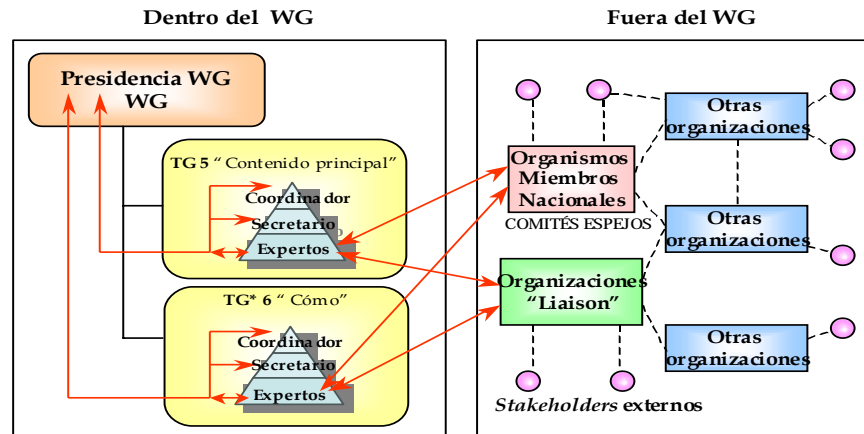 Dentro del WG
Fuera del WG
Presidencia WG
WG
TG 5 “ Contenido principal”
Coordinador
Secretario
Expertos
TG* 6 “ Cómo”
Coordinador
Secretario
Expertos
Organismos
Miembros
Nacionales
COMITÉS ESPEJOS
Organizaciones
“Liaison”
Otras
organizaciones
Otras
organizaciones
Otras
organizaciones
Stakeholders externos